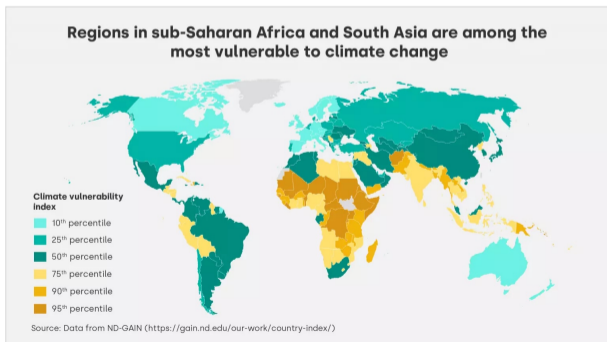 Regions in sub-Saharan Africa and South Asia are among the
most vulnerable to climate change
Climate vulnerability
index
10th percentile
25th percentile
50th percentile
75th percentile
90th percentile
95th percentile
Source: Data from ND-GAIN (https://gain.nd.edu/our-work/country-index/)